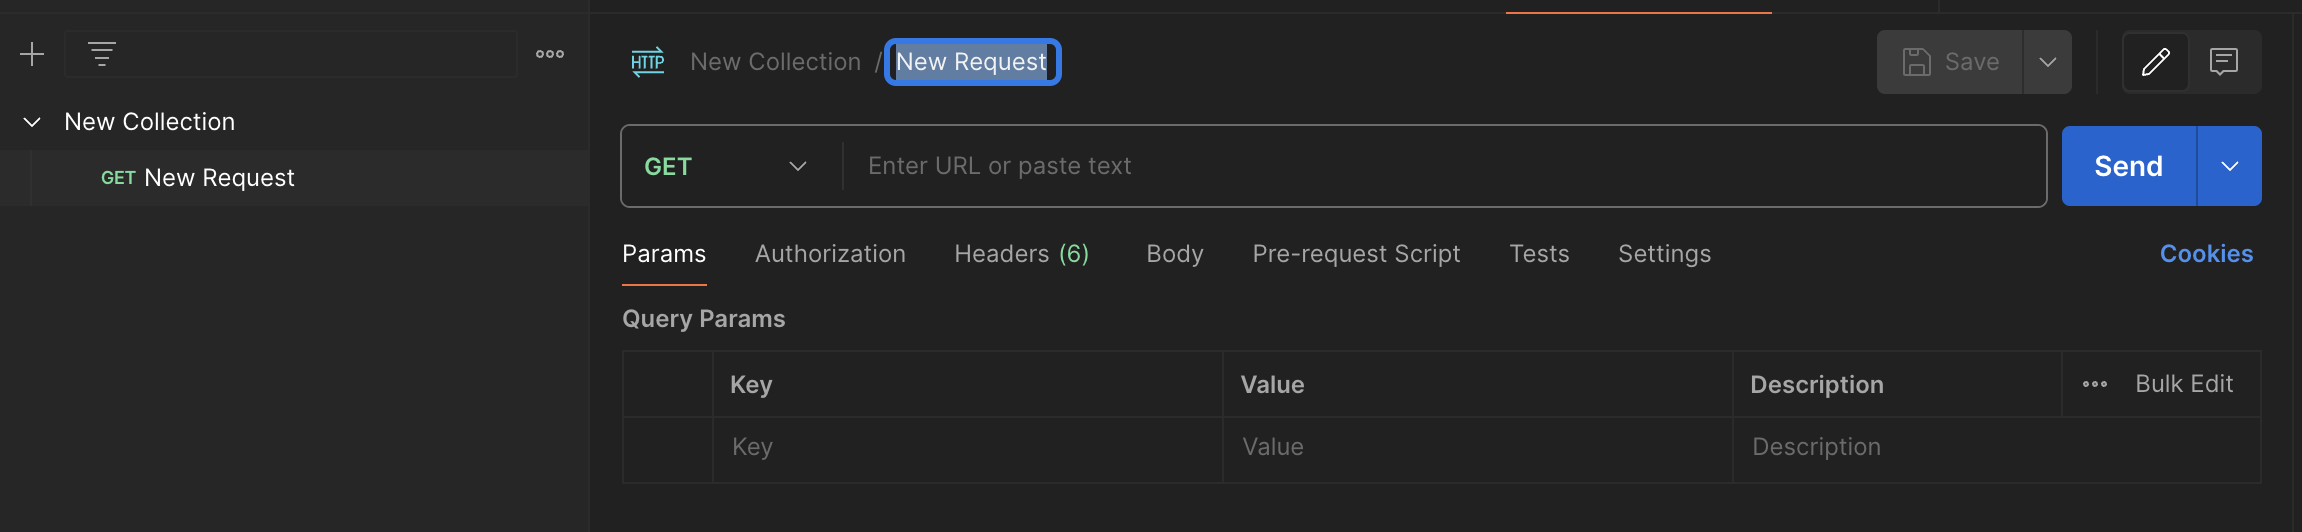 New Collection
GET New Request
HTTP New Collection / New Request
Save
GET Enter URL or paste text Send
Params Authorization Headers (6) Body Pre-request Script Tests Settings Cookies
Query Params
Key Value Description Bulk Edit
Key Value Description